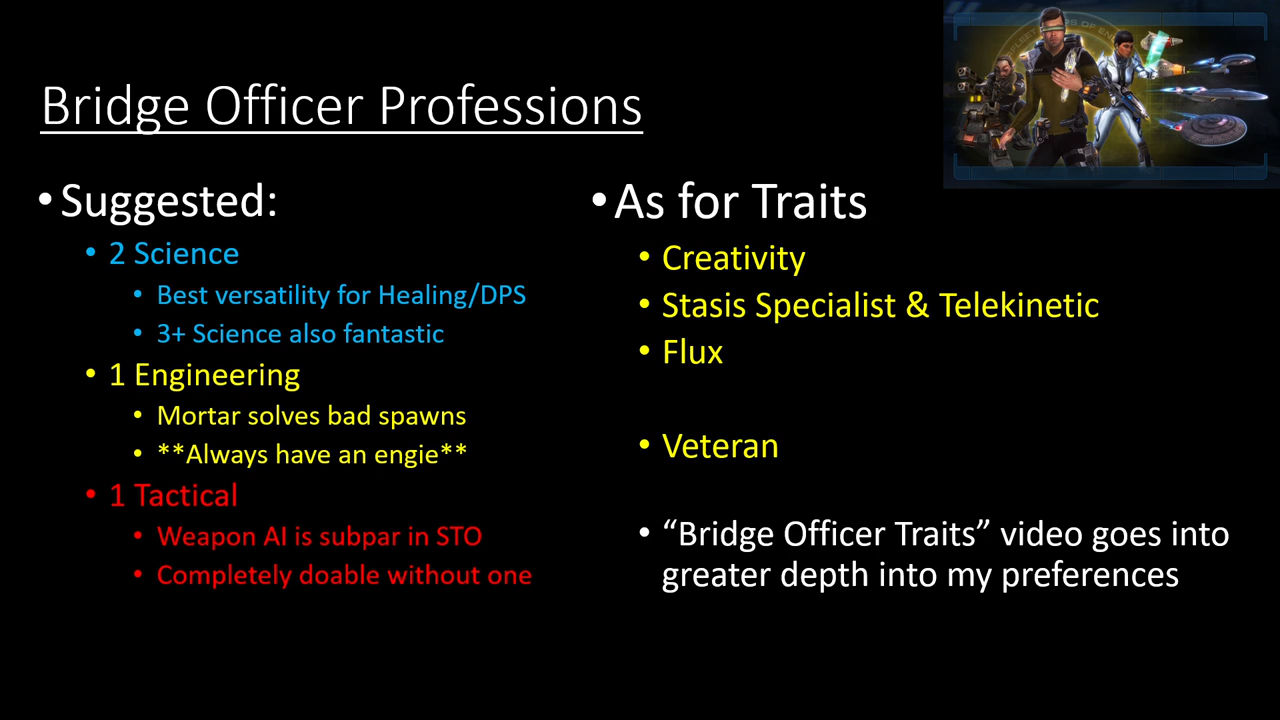 Bridge Officer Professions
• Suggested:
• 2 Science
• Best versatility for Healing/DPS
• 3+ Science also fantastic
• 1 Engineering
• Mortar solves bad spawns
• **Always have an engie**
• 1 Tactical
• Weapon AI is subpar in STO
• Completely doable without one
• As for Traits
• Creativity
• Stasis Specialist & Telekinetic
• Flux
• Veteran
• “Bridge Officer Traits” video goes into
greater depth into my preferences